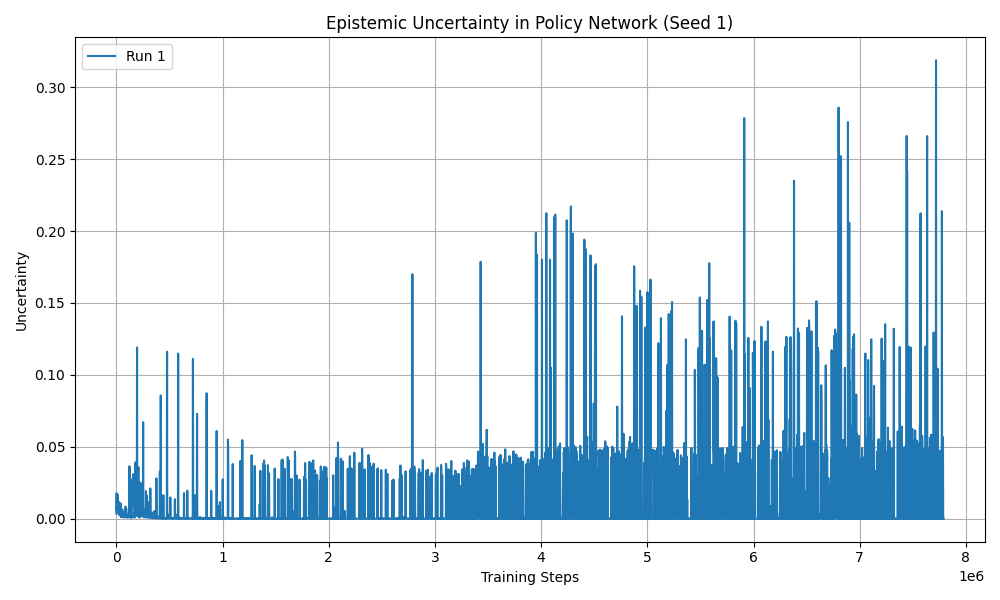 Epistemic Uncertainty in Policy Network (Seed 1)
Run 1
Uncertainty
0.30
0.25
0.20
0.15
0.10
0.05
0.00
0 1 2 3 4 5 6 7 8
1e6
Training Steps